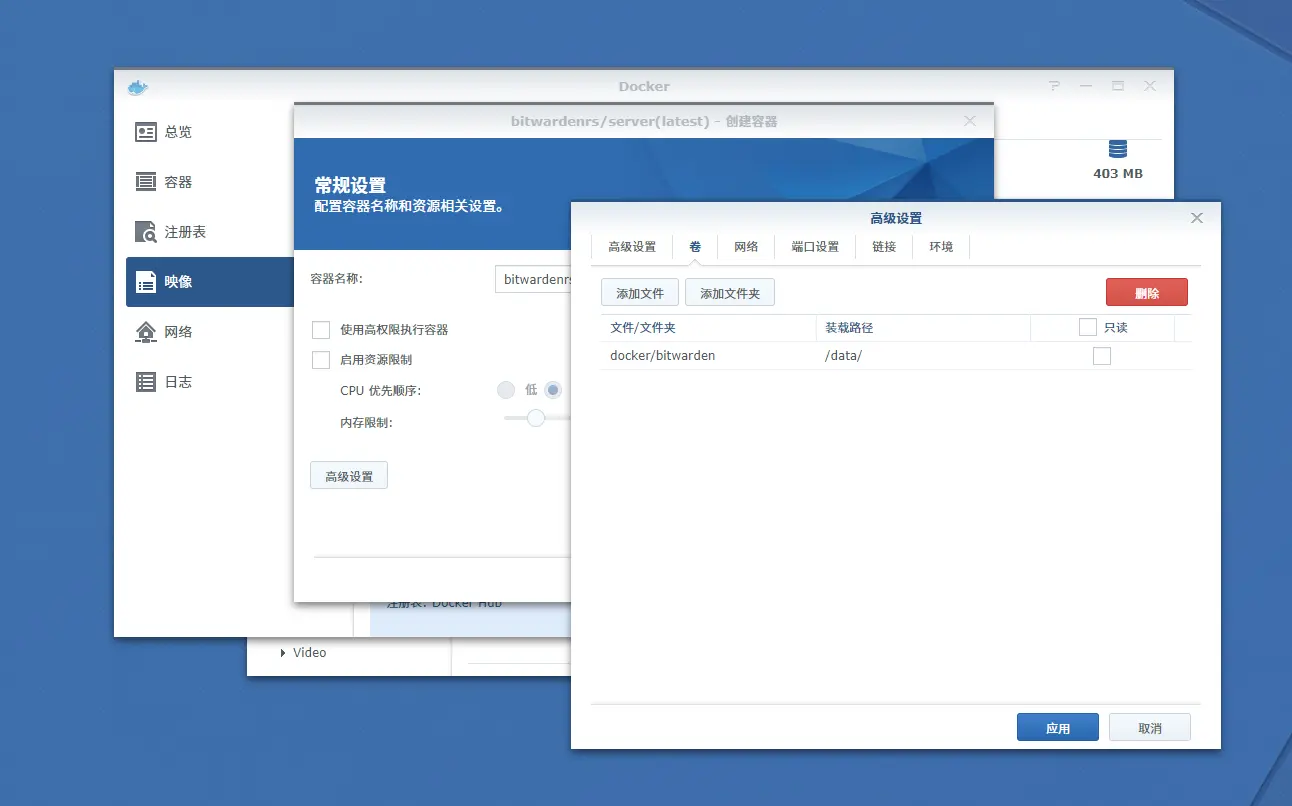 Docker
总览
容器
注册表
映像
网络
日志
403 MB
bitwardenrs/server(latest) - 创建容器
常规设置
配置容器名称和资源相关设置。
容器名称:
bitwardenrs
使用高权限执行容器
启用资源限制
CPU 优先顺序:
低
内存限制:
高级设置
注册表: Docker Hub
Video
高级设置
高级设置 卷 网络 端口设置 链接 环境
添加文件 添加文件夹 删除
文件/文件夹 装载路径 只读
docker/bitwarden /data/
应用 取消